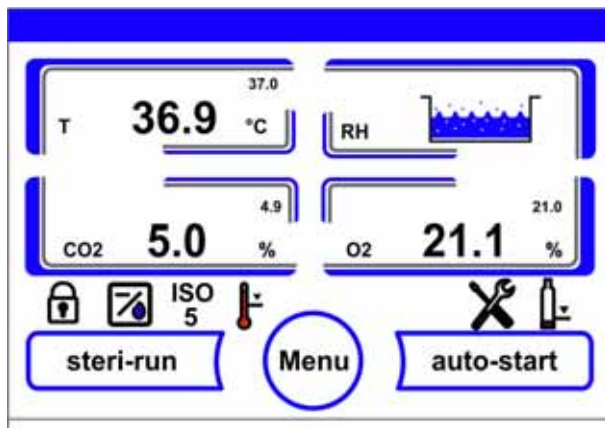 37.0
T 36.9 °C
RH
4.9
CO2 5.0 %
21.0
O2 21.1 %
ISO
5
steri-run
Menu
auto-start